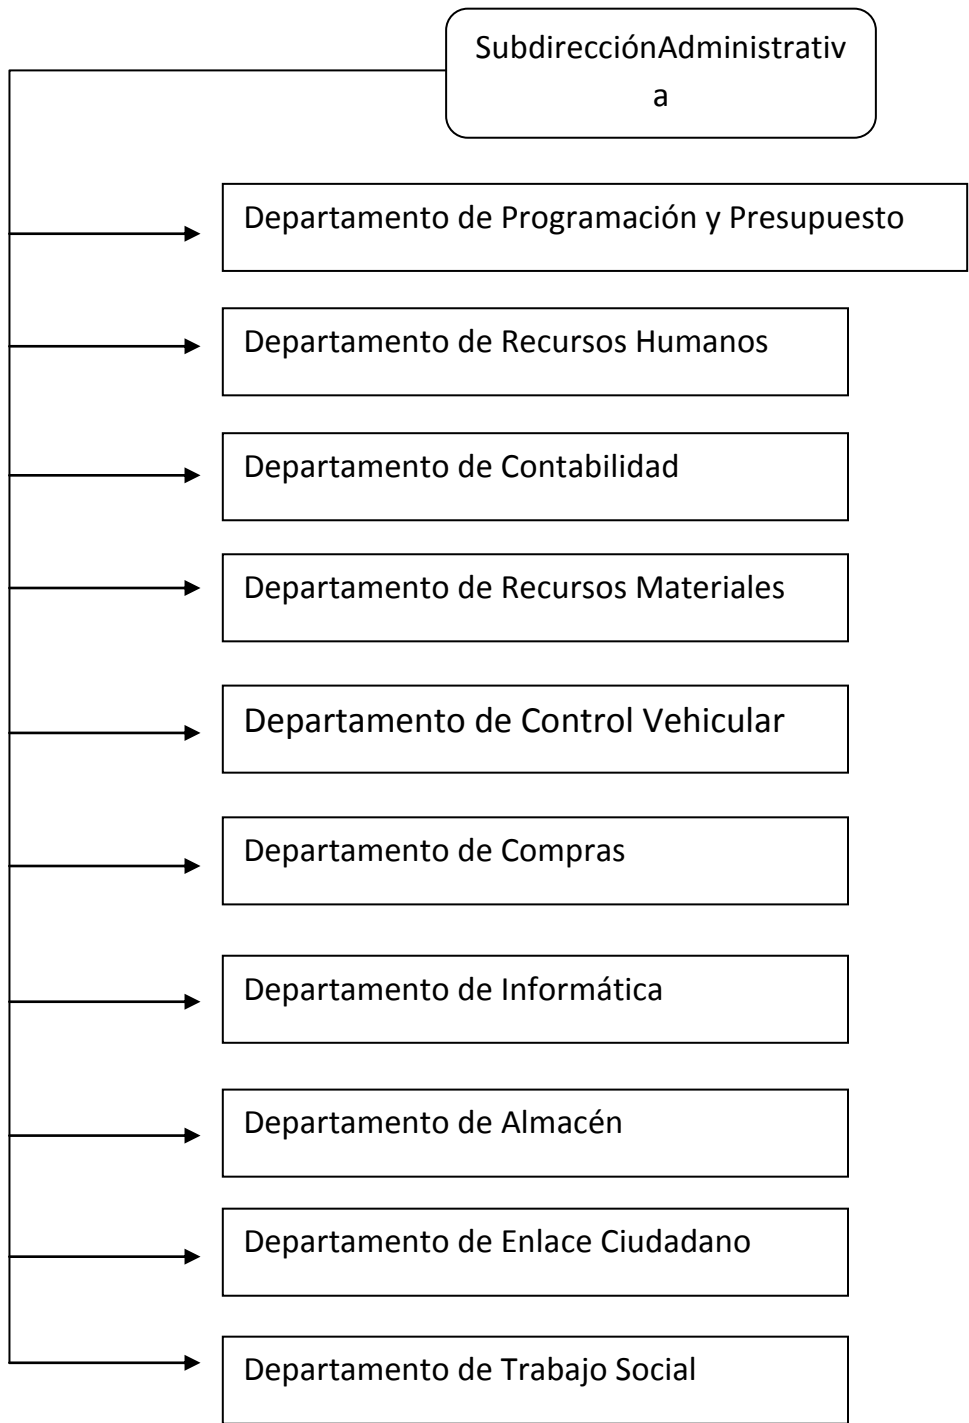 SubdirecciónAdministrativ
a
Departamento de Programación y Presupuesto
Departamento de Recursos Humanos
Departamento de Contabilidad
Departamento de Recursos Materiales
Departamento de Control Vehicular
Departamento de Compras
Departamento de Informática
Departamento de Almacén
Departamento de Enlace Ciudadano
Departamento de Trabajo Social